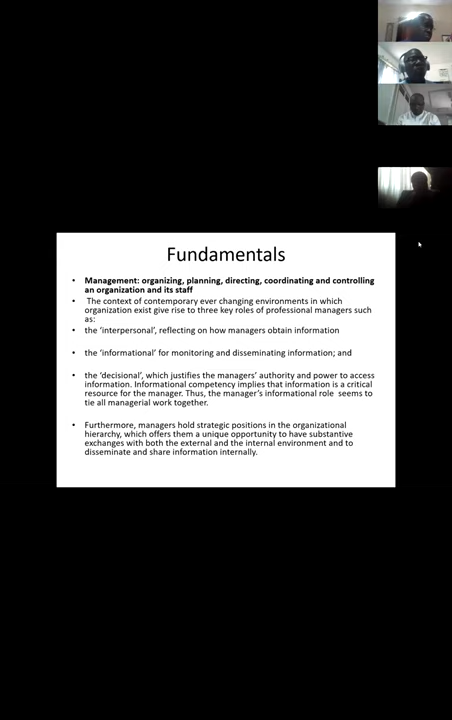 Fundamentals
• Management: organizing, planning, directing, coordinating and controlling
an organization and its staff
• The context of contemporary ever changing environments in which
organization exist give rise to three key roles of professional managers such
as:
• the ‘interpersonal’, reflecting on how managers obtain information
• the ‘informational’ for monitoring and disseminating information; and
• the ‘decisional’, which justifies the managers’ authority and power to access
information. Informational competency implies that information is a critical
resource for the manager. Thus, the manager’s informational role seems to
tie all managerial work together.
• Furthermore, managers hold strategic positions in the organizational
hierarchy, which offers them a unique opportunity to have substantive
exchanges with both the external and the internal environment and to
disseminate and share information internally.